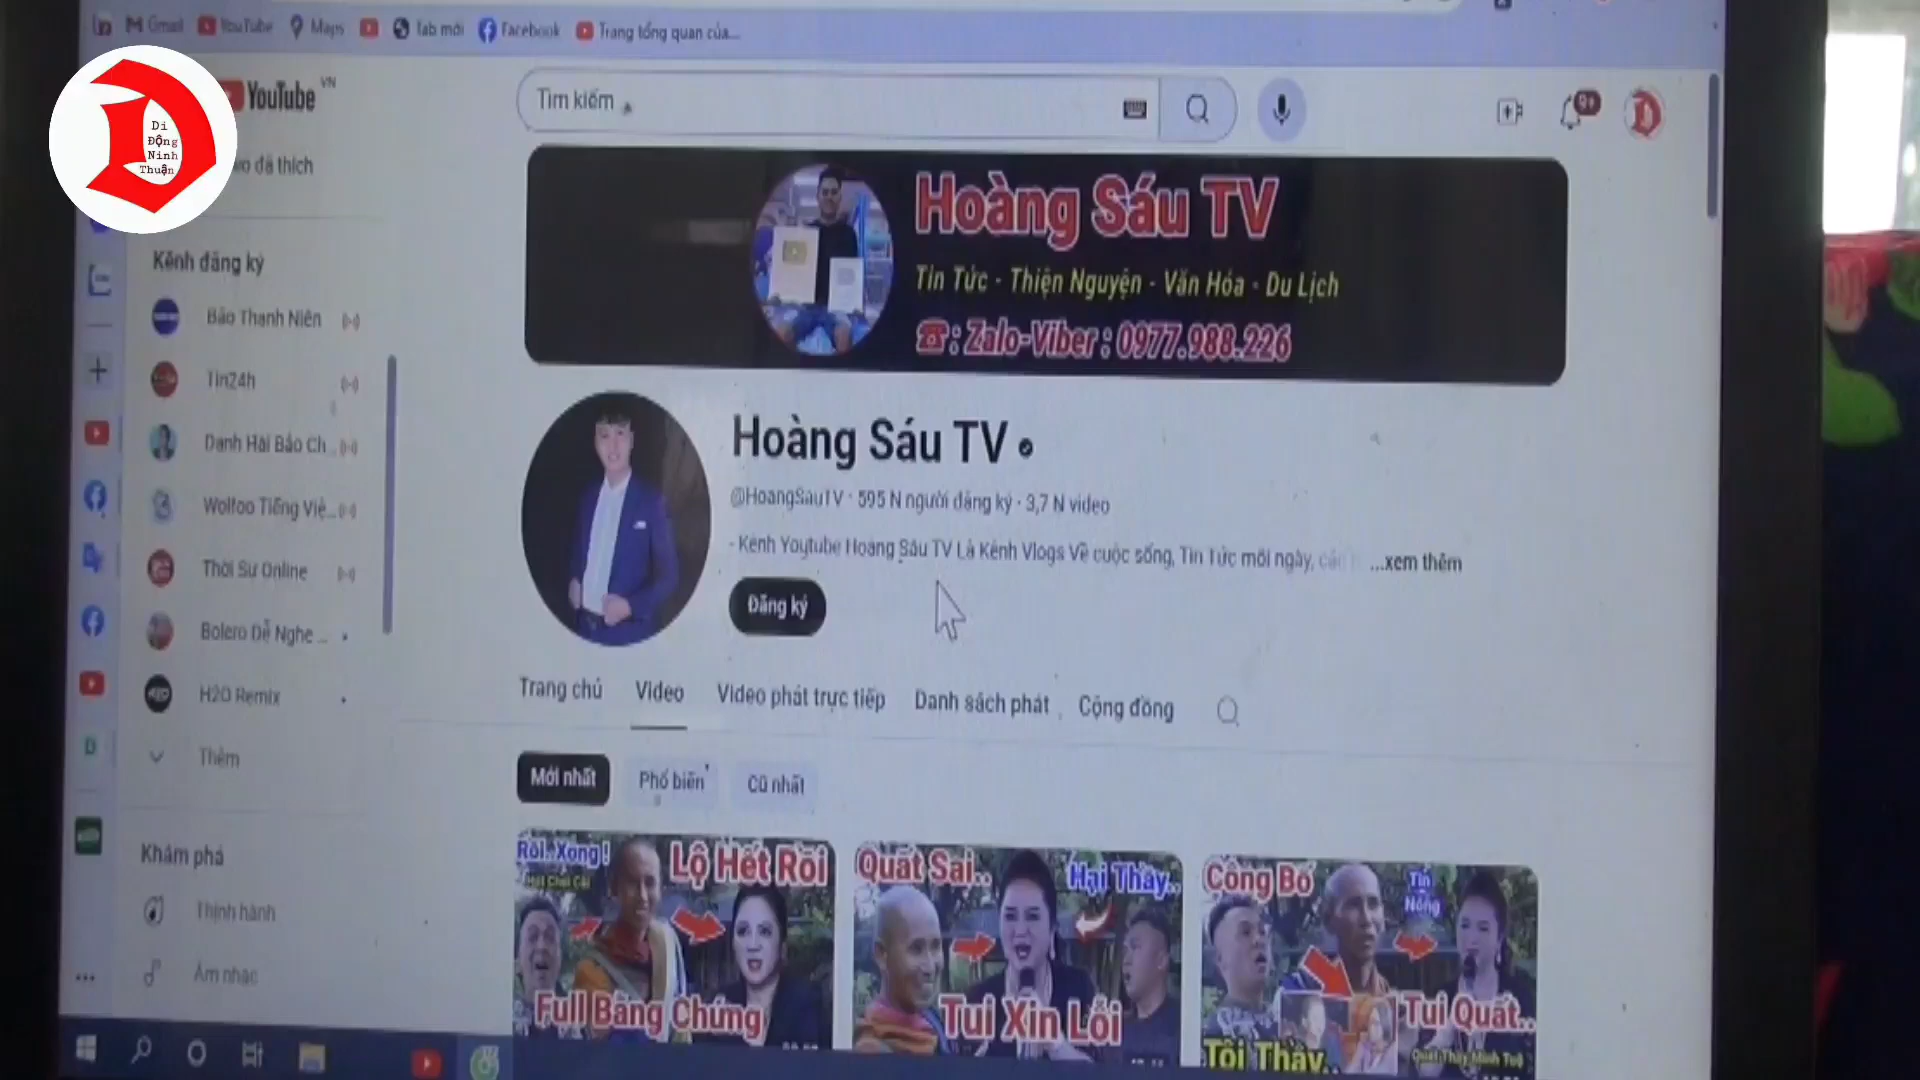 Gmail
YouTube
Maps
Tab mới
Facebook
Trang tổng quan của...
Di
Động
Ninh
Thuận
YouTube VN
Tìm kiếm
9+
đã thích
Hoàng Sáu TV
Tin Tức - Thiện Nguyện - Văn Hóa - Du Lịch
☎: Zalo-Viber : 0977.988.226
Kênh đăng ký
Báo Thanh Niên
Tin24h
Danh Hài Bảo Ch...
Wolfoo Tiếng Việ...
Thời Sự Online
Bolero Dễ Nghe ...
H2O Remix
Thêm
Khám phá
Thịnh hành
Âm nhạc
Hoàng Sáu TV
@HoangSauTV · 595 N người đăng ký · 3,7 N video
- Kênh Yoytube Hoàng Sáu TV Là Kênh Vlogs Về cuộc sống, Tin Tức mỗi ngày, ...xem thêm
Đăng ký
Trang chủ
Video
Video phát trực tiếp
Danh sách phát
Cộng đồng
Mới nhất
Phổ biến
Cũ nhất
Rồi..Xong!
Lộ Hết Rồi
Full Bằng Chứng
Quất Sai..
Hại Thầy..
Tui Xin Lỗi
Công Bố
Tin
Nóng
Tui Quất..
Tôi Thầy..
Quất Thầy Minh Tuệ